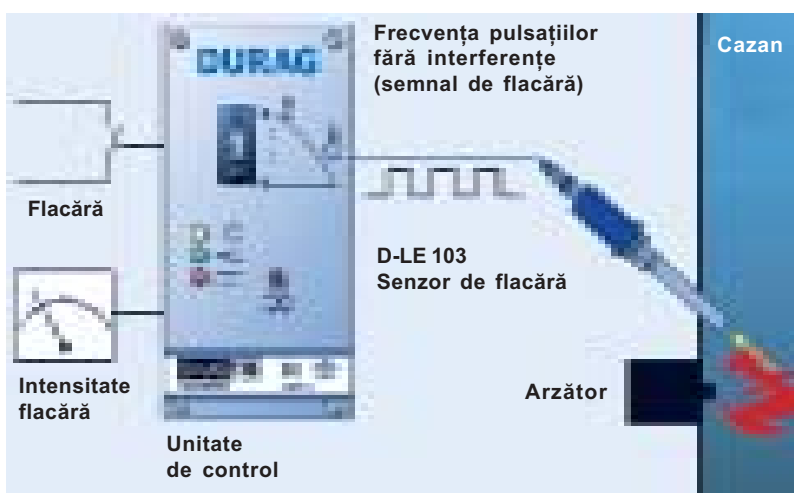 DURAG
Frecvența pulsațiilor
fără interferențe
(semnal de flacără)
Cazan
Flacără
D-LE 103
Senzor de flacără
Intensitate
flacără
Arzător
Unitate
de control